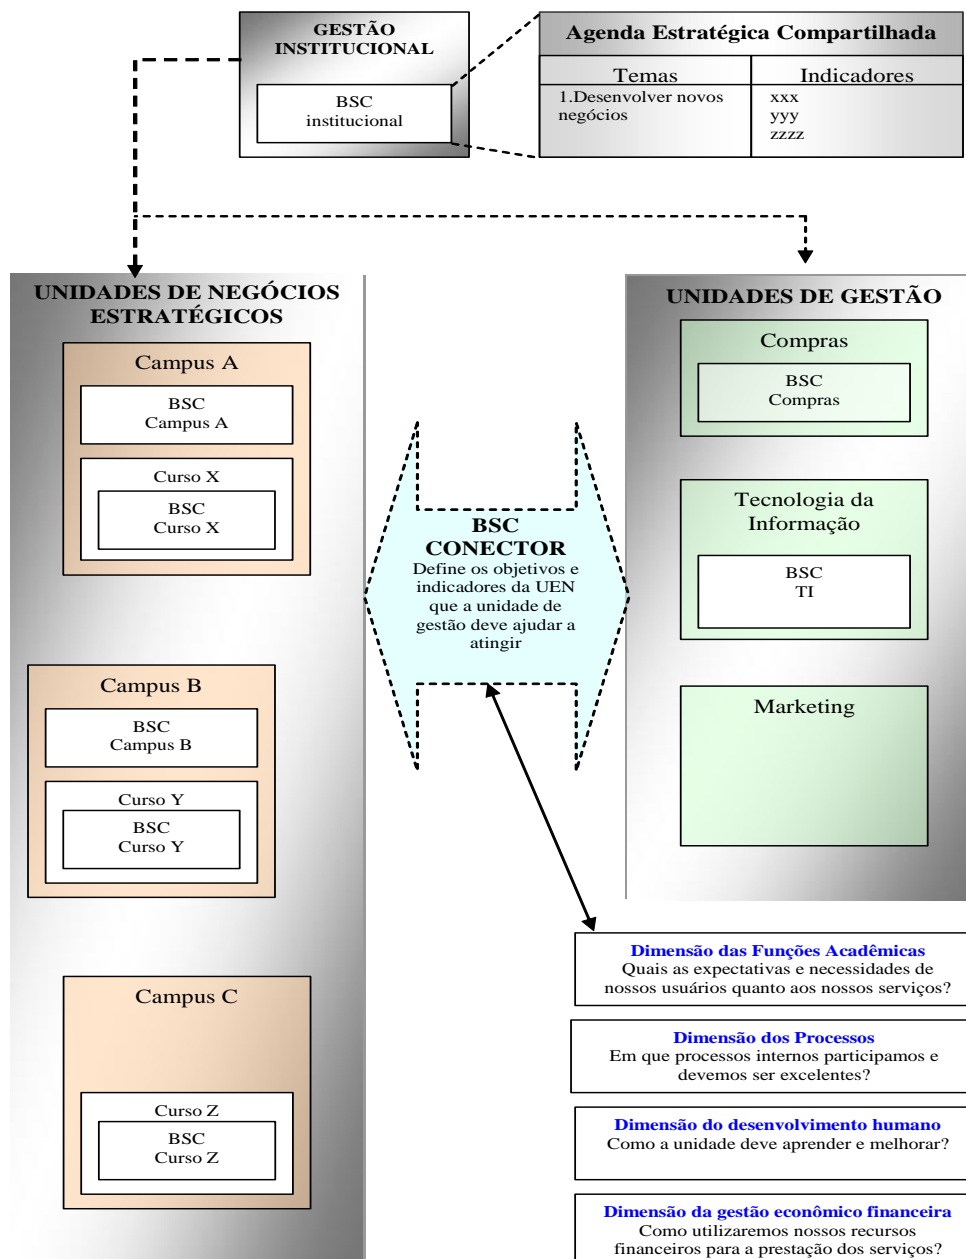 GESTÃO
INSTITUCIONAL
BSC
institucional
Agenda Estratégica Compartilhada
Temas
Indicadores
1.Desenvolver novos
negócios
xxx
yyy
zzzz
UNIDADES DE NEGÓCIOS
ESTRATÉGICOS
Campus A
BSC
Campus A
Curso X
BSC
Curso X
Campus B
BSC
Campus B
Curso Y
BSC
Curso Y
Campus C
Curso Z
BSC
Curso Z
BSC
CONECTOR
Define os objetivos e
indicadores da UEN
que a unidade de
gestão deve ajudar a
atingir
UNIDADES DE GESTÃO
Compras
BSC
Compras
Tecnologia da
Informação
BSC
TI
Marketing
Dimensão das Funções Acadêmicas
Quais as expectativas e necessidades de
nossos usuários quanto aos nossos serviços?
Dimensão dos Processos
Em que processos internos participamos e
devemos ser excelentes?
Dimensão do desenvolvimento humano
Como a unidade deve aprender e melhorar?
Dimensão da gestão econômico financeira
Como utilizaremos nossos recursos
financeiros para a prestação dos serviços?